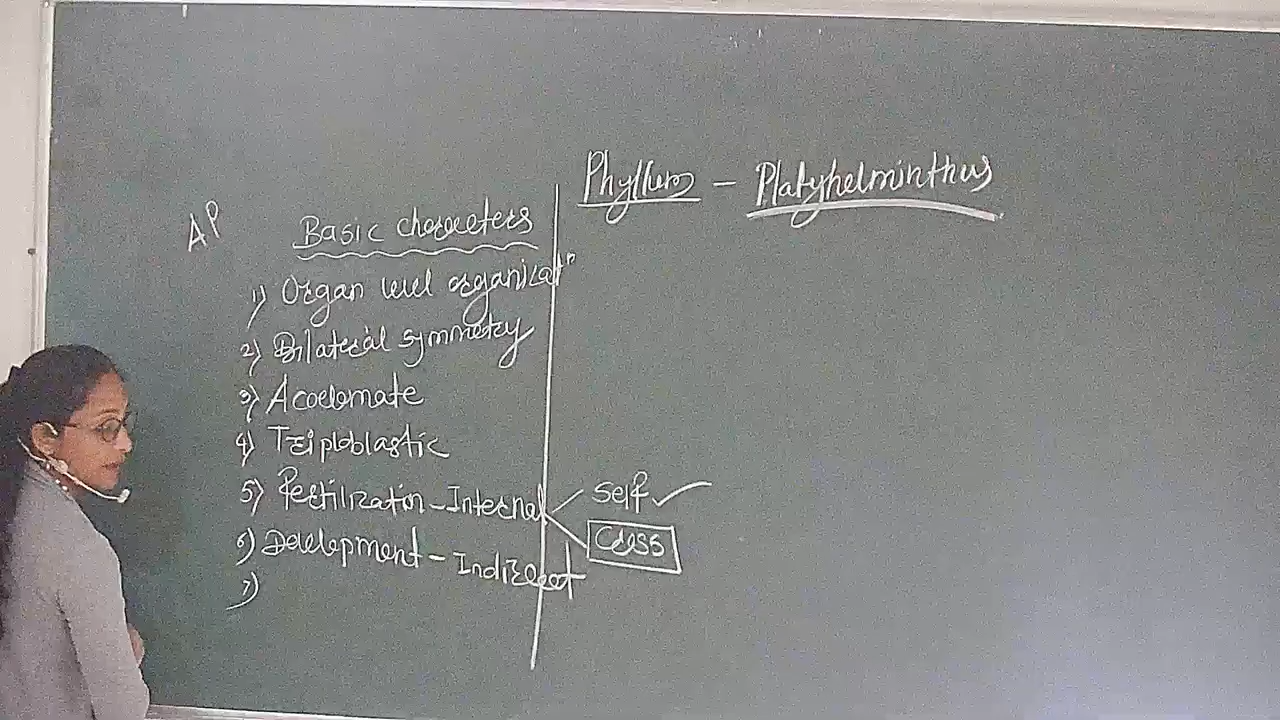 Phyllum - Platyhelminthus
AP
Basic characters
1) Organ level organizatⁿ
2) Bilateral symmetry
3) Acoelomate
4) Triploblastic
5) Fertilization - Internal
Self ✓
Cross
6) Development - Indirect
7)